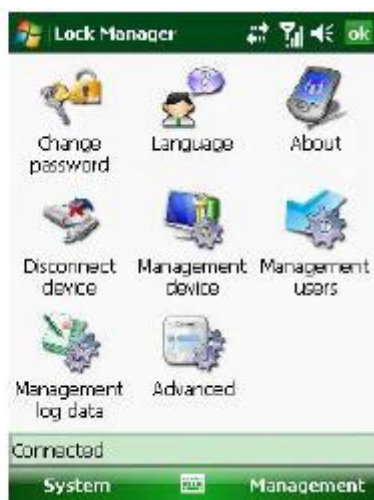 Lock Manager ok
Change password
Language
About
Disconnect device
Management device
Management users
Management log data
Advanced
Connected
System Management